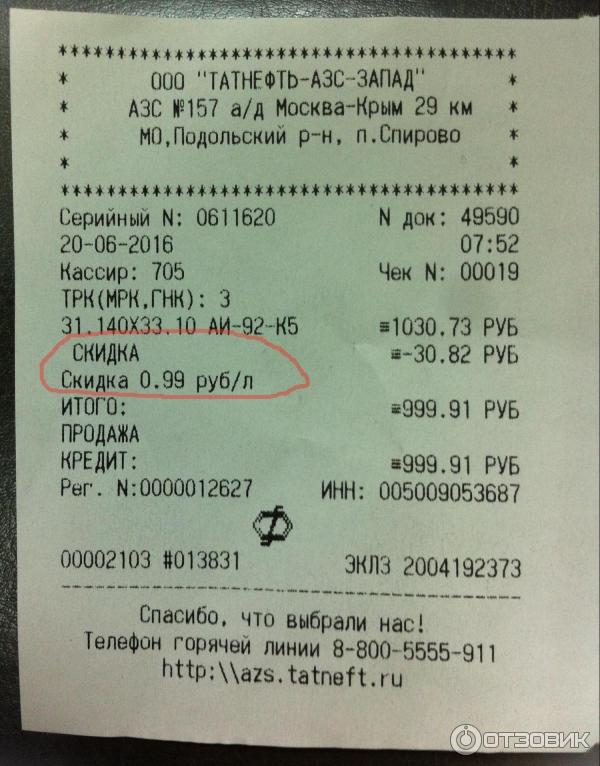 ****************************************
* ООО "ТАТНЕФТЬ-АЗС-ЗАПАД" *
* АЗС №157 а/д Москва-Крым 29 км *
* МО,Подольский р-н, п.Спирово *
* *
****************************************
Серийный N: 0611620 N док: 49590
20-06-2016 07:52
Кассир: 705 Чек N: 00019
ТРК(МРК,ГНК): 3
31.140X33.10 АИ-92-К5 ≡1030.73 РУБ
СКИДКА ≡-30.82 РУБ
Скидка 0.99 руб/л
ИТОГО: ≡999.91 РУБ
ПРОДАЖА
КРЕДИТ: ≡999.91 РУБ
Рег. N:0000012627 ИНН: 005009053687
00002103 #013831 ЭКЛЗ 2004192373
Спасибо, что выбрали нас!
Телефон горячей линии 8-800-5555-911
http:\\azs.tatneft.ru
ОТЗОВИК